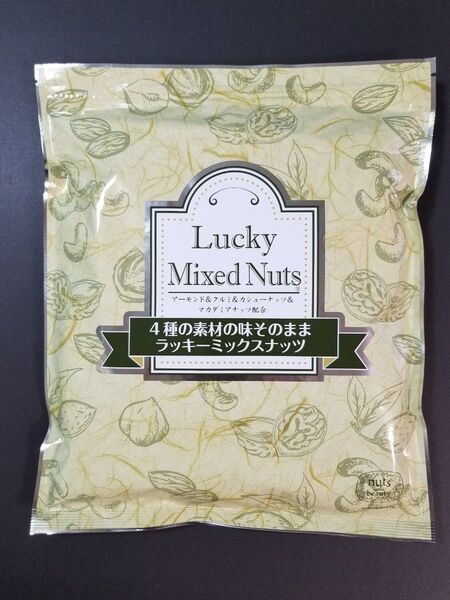 Lucky
Mixed Nuts
アーモンド&クルミ&カシューナッツ&
マカダミアナッツ配合
4種の素材の味そのまま
ラッキーミックスナッツ
nuts
beauty